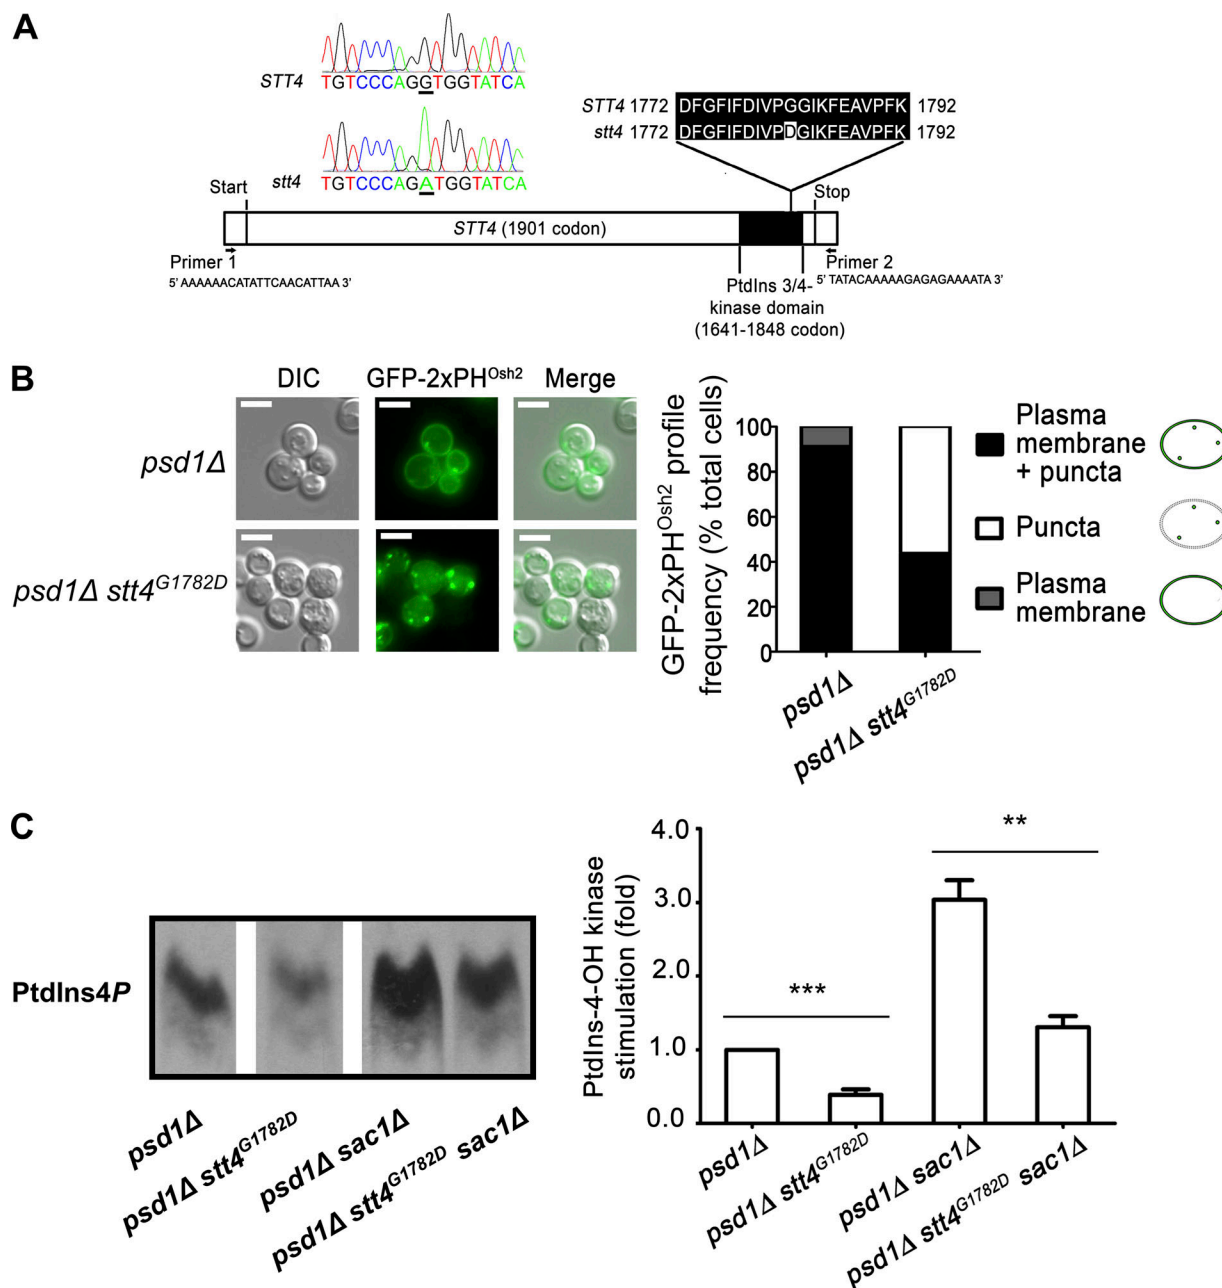 A
STT4
TGTCCCAGGTGGTATCA
stt4
TGTCCCAGATGGTATCA
STT4 1772 DFGFIFDIVPGGIKFEAVPFK 1792
stt4 1772 DFGFIFDIVPDGIKFEAVPFK 1792
Start
Stop
STT4 (1901 codon)
Primer 1
5' AAAAAACATATTCAACATTAA 3'
Primer 2
5' TATACAAAAAGAGAGAAAATA 3'
PtdIns 3/4-
kinase domain
(1641-1848 codon)
B
DIC
GFP-2xPH^Osh2
Merge
psd1Δ
psd1Δ stt4^G1782D
GFP-2xPH^Osh2 profile
frequency (% total cells)
100
80
60
40
20
0
psd1Δ
psd1Δ stt4^G1782D
Plasma
membrane
+ puncta
Puncta
Plasma
membrane
C
PtdIns4P
psd1Δ
psd1Δ stt4^G1782D
psd1Δ sac1Δ
psd1Δ stt4^G1782D sac1Δ
PtdIns-4-OH kinase
stimulation (fold)
4.0
3.0
2.0
1.0
0.0
***
**
psd1Δ
psd1Δ stt4^G1782D
psd1Δ sac1Δ
psd1Δ stt4^G1782D sac1Δ